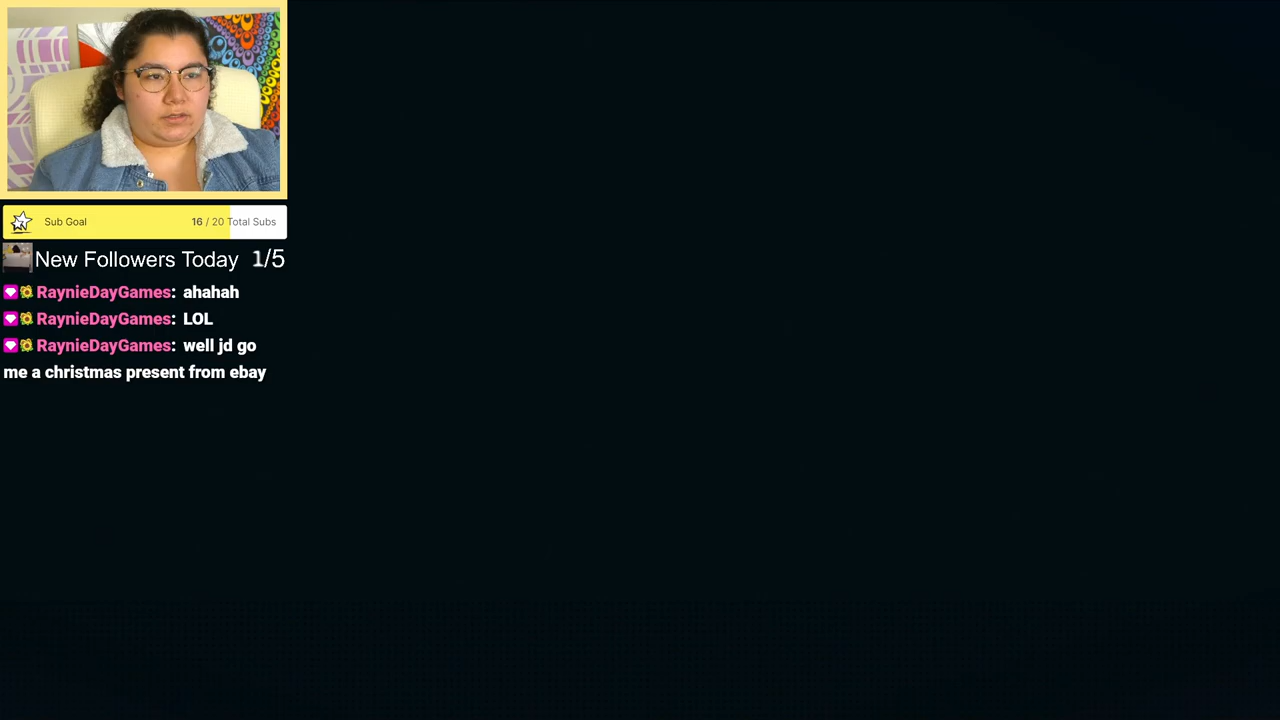 Sub Goal 16 / 20 Total Subs
New Followers Today 1/5
RaynieDayGames: ahahah
RaynieDayGames: LOL
RaynieDayGames: well jd go
me a christmas present from ebay